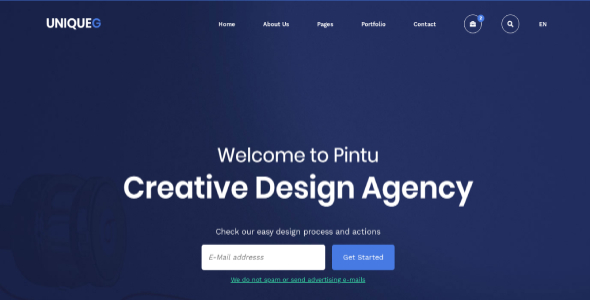 UNIQUEG
Home About Us Pages Portfolio Contact 2 EN
Welcome to Pintu
Creative Design Agency
Check our easy design process and actions
E-Mail addresss Get Started
We do not spam or send advertising e-mails